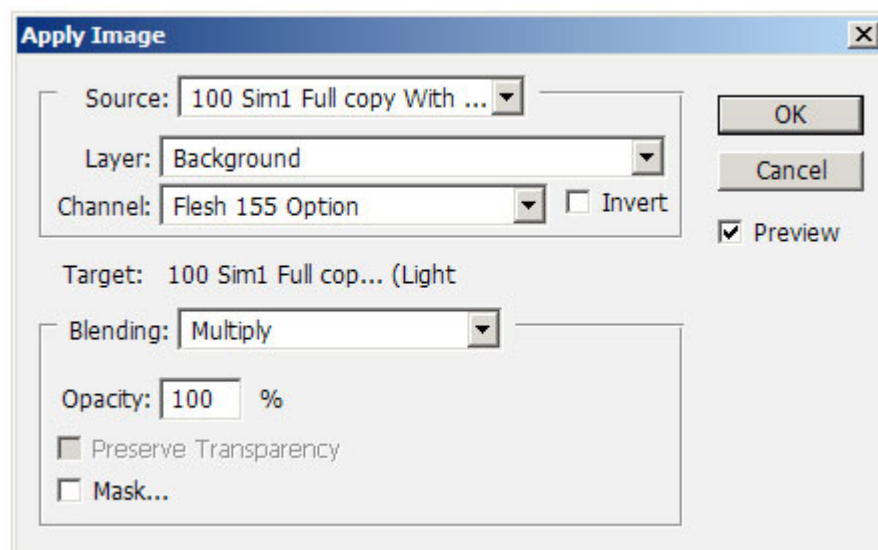 Apply Image
Source: 100 Sim1 Full copy With ...
OK
Layer: Background
Cancel
Channel: Flesh 155 Option
Invert
Preview
Target: 100 Sim1 Full cop... (Light
Blending: Multiply
Opacity: 100 %
Preserve Transparency
Mask...